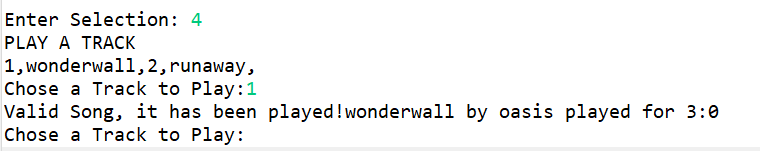 Enter Selection: 4
PLAY A TRACK
1,wonderwall,2,runaway,
Chose a Track to Play:1
Valid Song, it has been played!wonderwall by oasis played for 3:0
Chose a Track to Play: